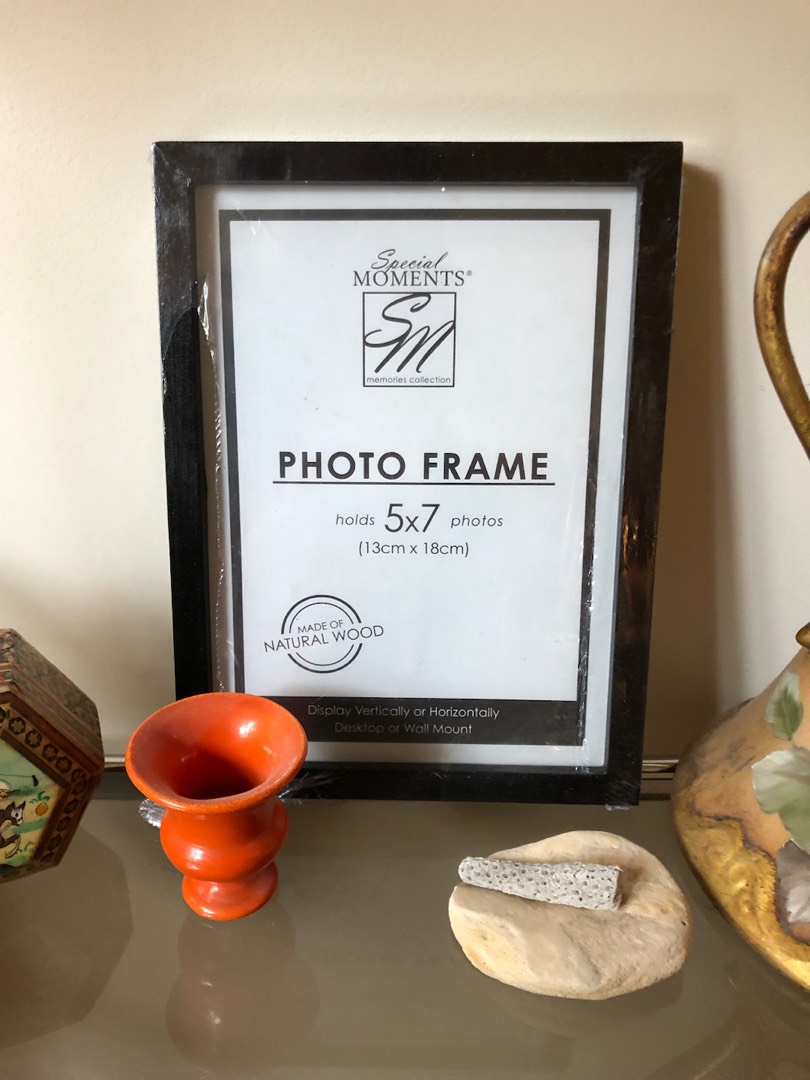 Special
MOMENTS®
SM
memories collection
PHOTO FRAME
holds 5x7 photos
(13cm x 18cm)
MADE OF
NATURAL WOOD
Display Vertically or Horizontally
Desktop or Wall Mount